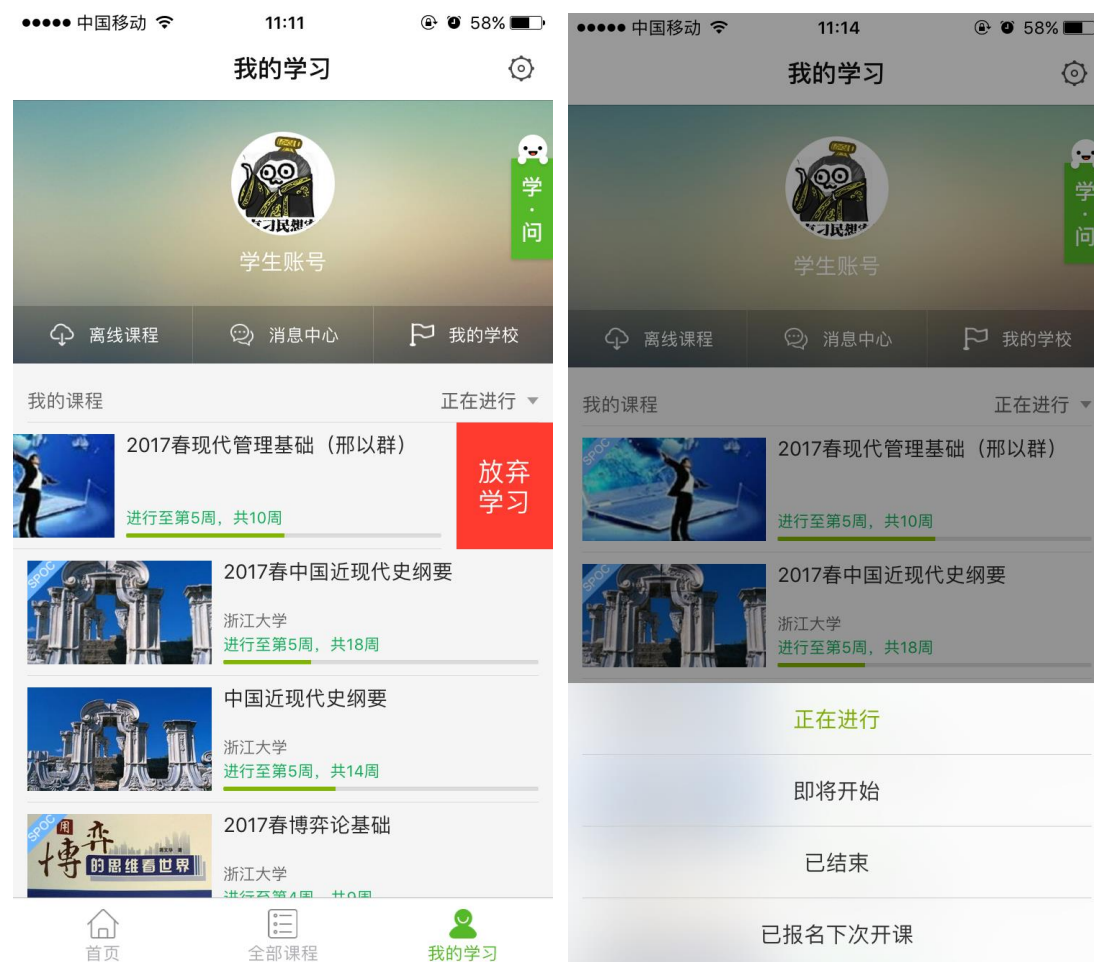 中国移动
11:11
58%
我的学习
学·问
学生账号
离线课程
消息中心
我的学校
我的课程
正在进行
2017春现代管理基础（邢以群）
进行至第5周，共10周
放弃
学习
SPOC
2017春中国近现代史纲要
浙江大学
进行至第5周，共18周
中国近现代史纲要
浙江大学
进行至第5周，共14周
SPOC
用
博弈
的思维看世界
2017春博弈论基础
浙江大学
进行至第4周，共9周
首页
全部课程
我的学习
中国移动
11:14
58%
我的学习
学·问
学生账号
离线课程
消息中心
我的学校
我的课程
正在进行
SPOC
2017春现代管理基础（邢以群）
进行至第5周，共10周
SPOC
2017春中国近现代史纲要
浙江大学
进行至第5周，共18周
正在进行
即将开始
已结束
已报名下次开课